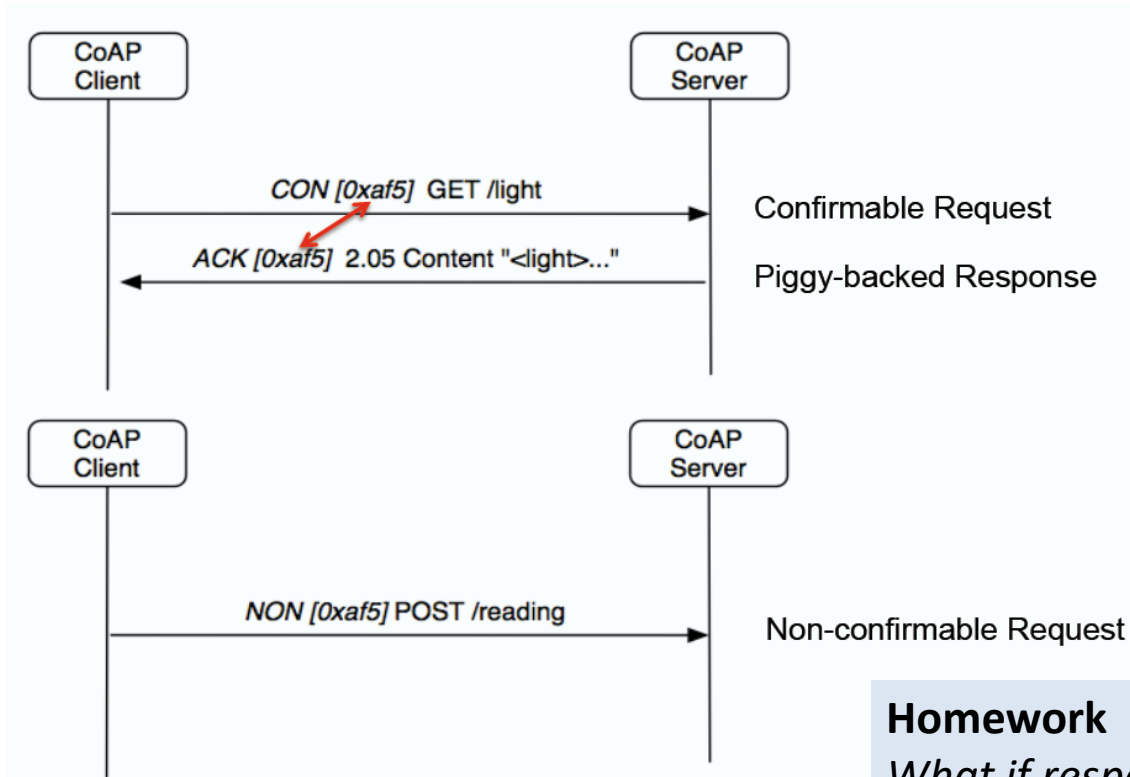 CoAP
Client
CoAP
Server
CON [0xaf5] GET /light
Confirmable Request
ACK [0xaf5] 2.05 Content "<light>..."
Piggy-backed Response
CoAP
Client
CoAP
Server
NON [0xaf5] POST /reading
Non-confirmable Request
Homework
What if